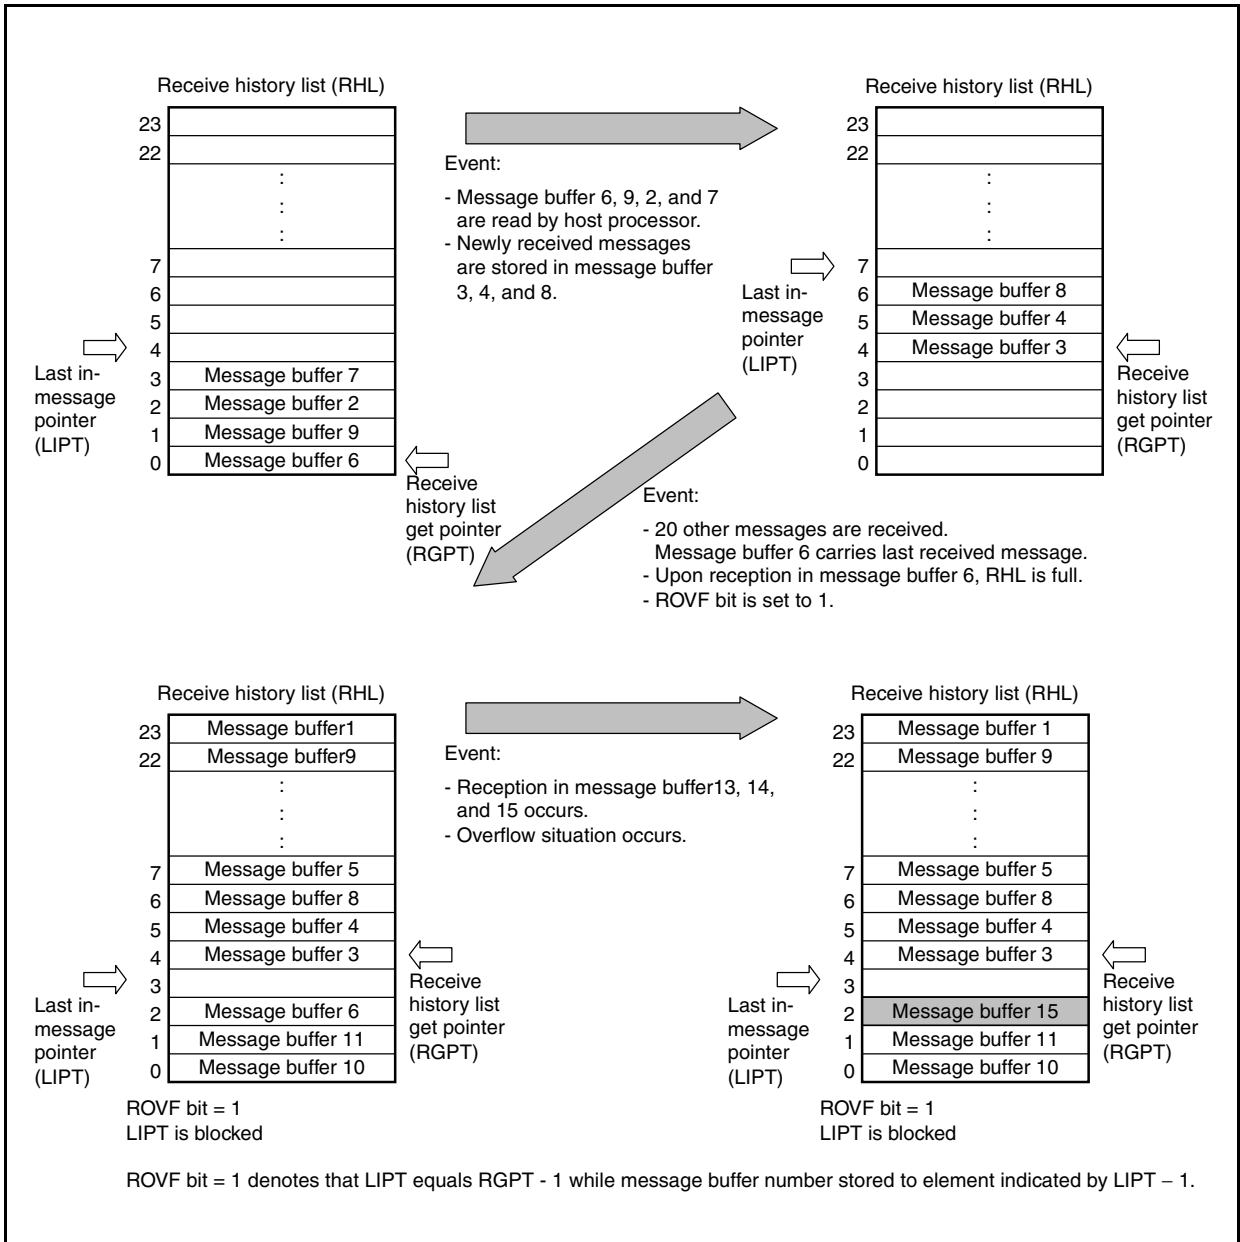 Receive history list (RHL)
23
22
:
:
:
7
6
5
4
3 Message buffer 7
2 Message buffer 2
1 Message buffer 9
0 Message buffer 6
Last in-
message
pointer
(LIPT)
Receive
history list
get pointer
(RGPT)
Event:
- Message buffer 6, 9, 2, and 7
are read by host processor.
- Newly received messages
are stored in message buffer
3, 4, and 8.
Receive history list (RHL)
23
22
:
:
:
7
6 Message buffer 8
5 Message buffer 4
4 Message buffer 3
3
2
1
0
Last in-
message
pointer
(LIPT)
Receive
history list
get pointer
(RGPT)
Event:
- 20 other messages are received.
Message buffer 6 carries last received message.
- Upon reception in message buffer 6, RHL is full.
- ROVF bit is set to 1.
Receive history list (RHL)
23 Message buffer1
22 Message buffer9
:
:
:
7 Message buffer 5
6 Message buffer 8
5 Message buffer 4
4 Message buffer 3
3
2 Message buffer 6
1 Message buffer 11
0 Message buffer 10
Last in-
message
pointer
(LIPT)
Receive
history list
get pointer
(RGPT)
ROVF bit = 1
LIPT is blocked
Event:
- Reception in message buffer13, 14,
and 15 occurs.
- Overflow situation occurs.
Receive history list (RHL)
23 Message buffer 1
22 Message buffer 9
:
:
:
7 Message buffer 5
6 Message buffer 8
5 Message buffer 4
4 Message buffer 3
3
2 Message buffer 15
1 Message buffer 11
0 Message buffer 10
Last in-
message
pointer
(LIPT)
Receive
history list
get pointer
(RGPT)
ROVF bit = 1
LIPT is blocked
ROVF bit = 1 denotes that LIPT equals RGPT - 1 while message buffer number stored to element indicated by LIPT – 1.